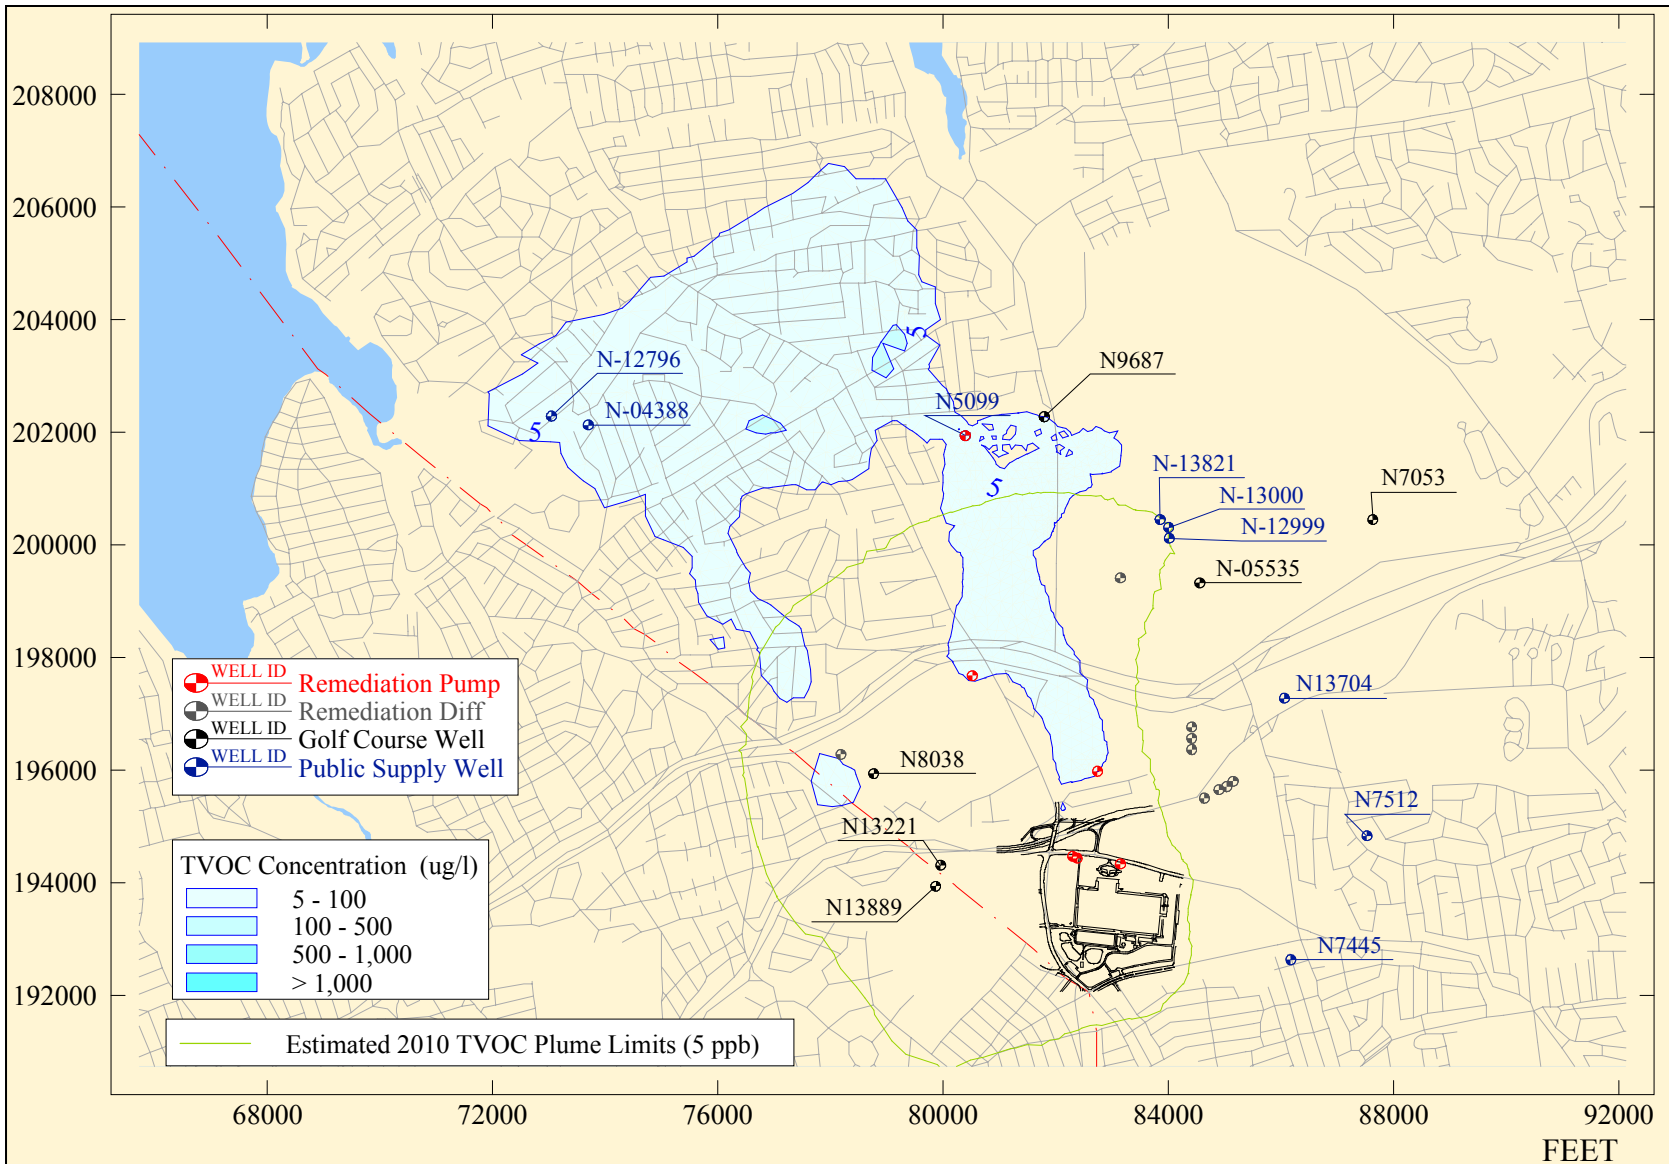 208000
206000
204000
202000
200000
198000
196000
194000
192000
5
N-12796
N9687
N-04388
N5099
5
5
N-13821
N-13000
N-12999
N7053
N-05535
N13704
N8038
N7512
N13221
N13889
N7445
WELL ID Remediation Pump
WELL ID Remediation Diff
WELL ID Golf Course Well
WELL ID Public Supply Well
TVOC Concentration (ug/l)
5 - 100
100 - 500
500 - 1,000
> 1,000
Estimated 2010 TVOC Plume Limits (5 ppb)
68000 72000 76000 80000 84000 88000 92000
FEET